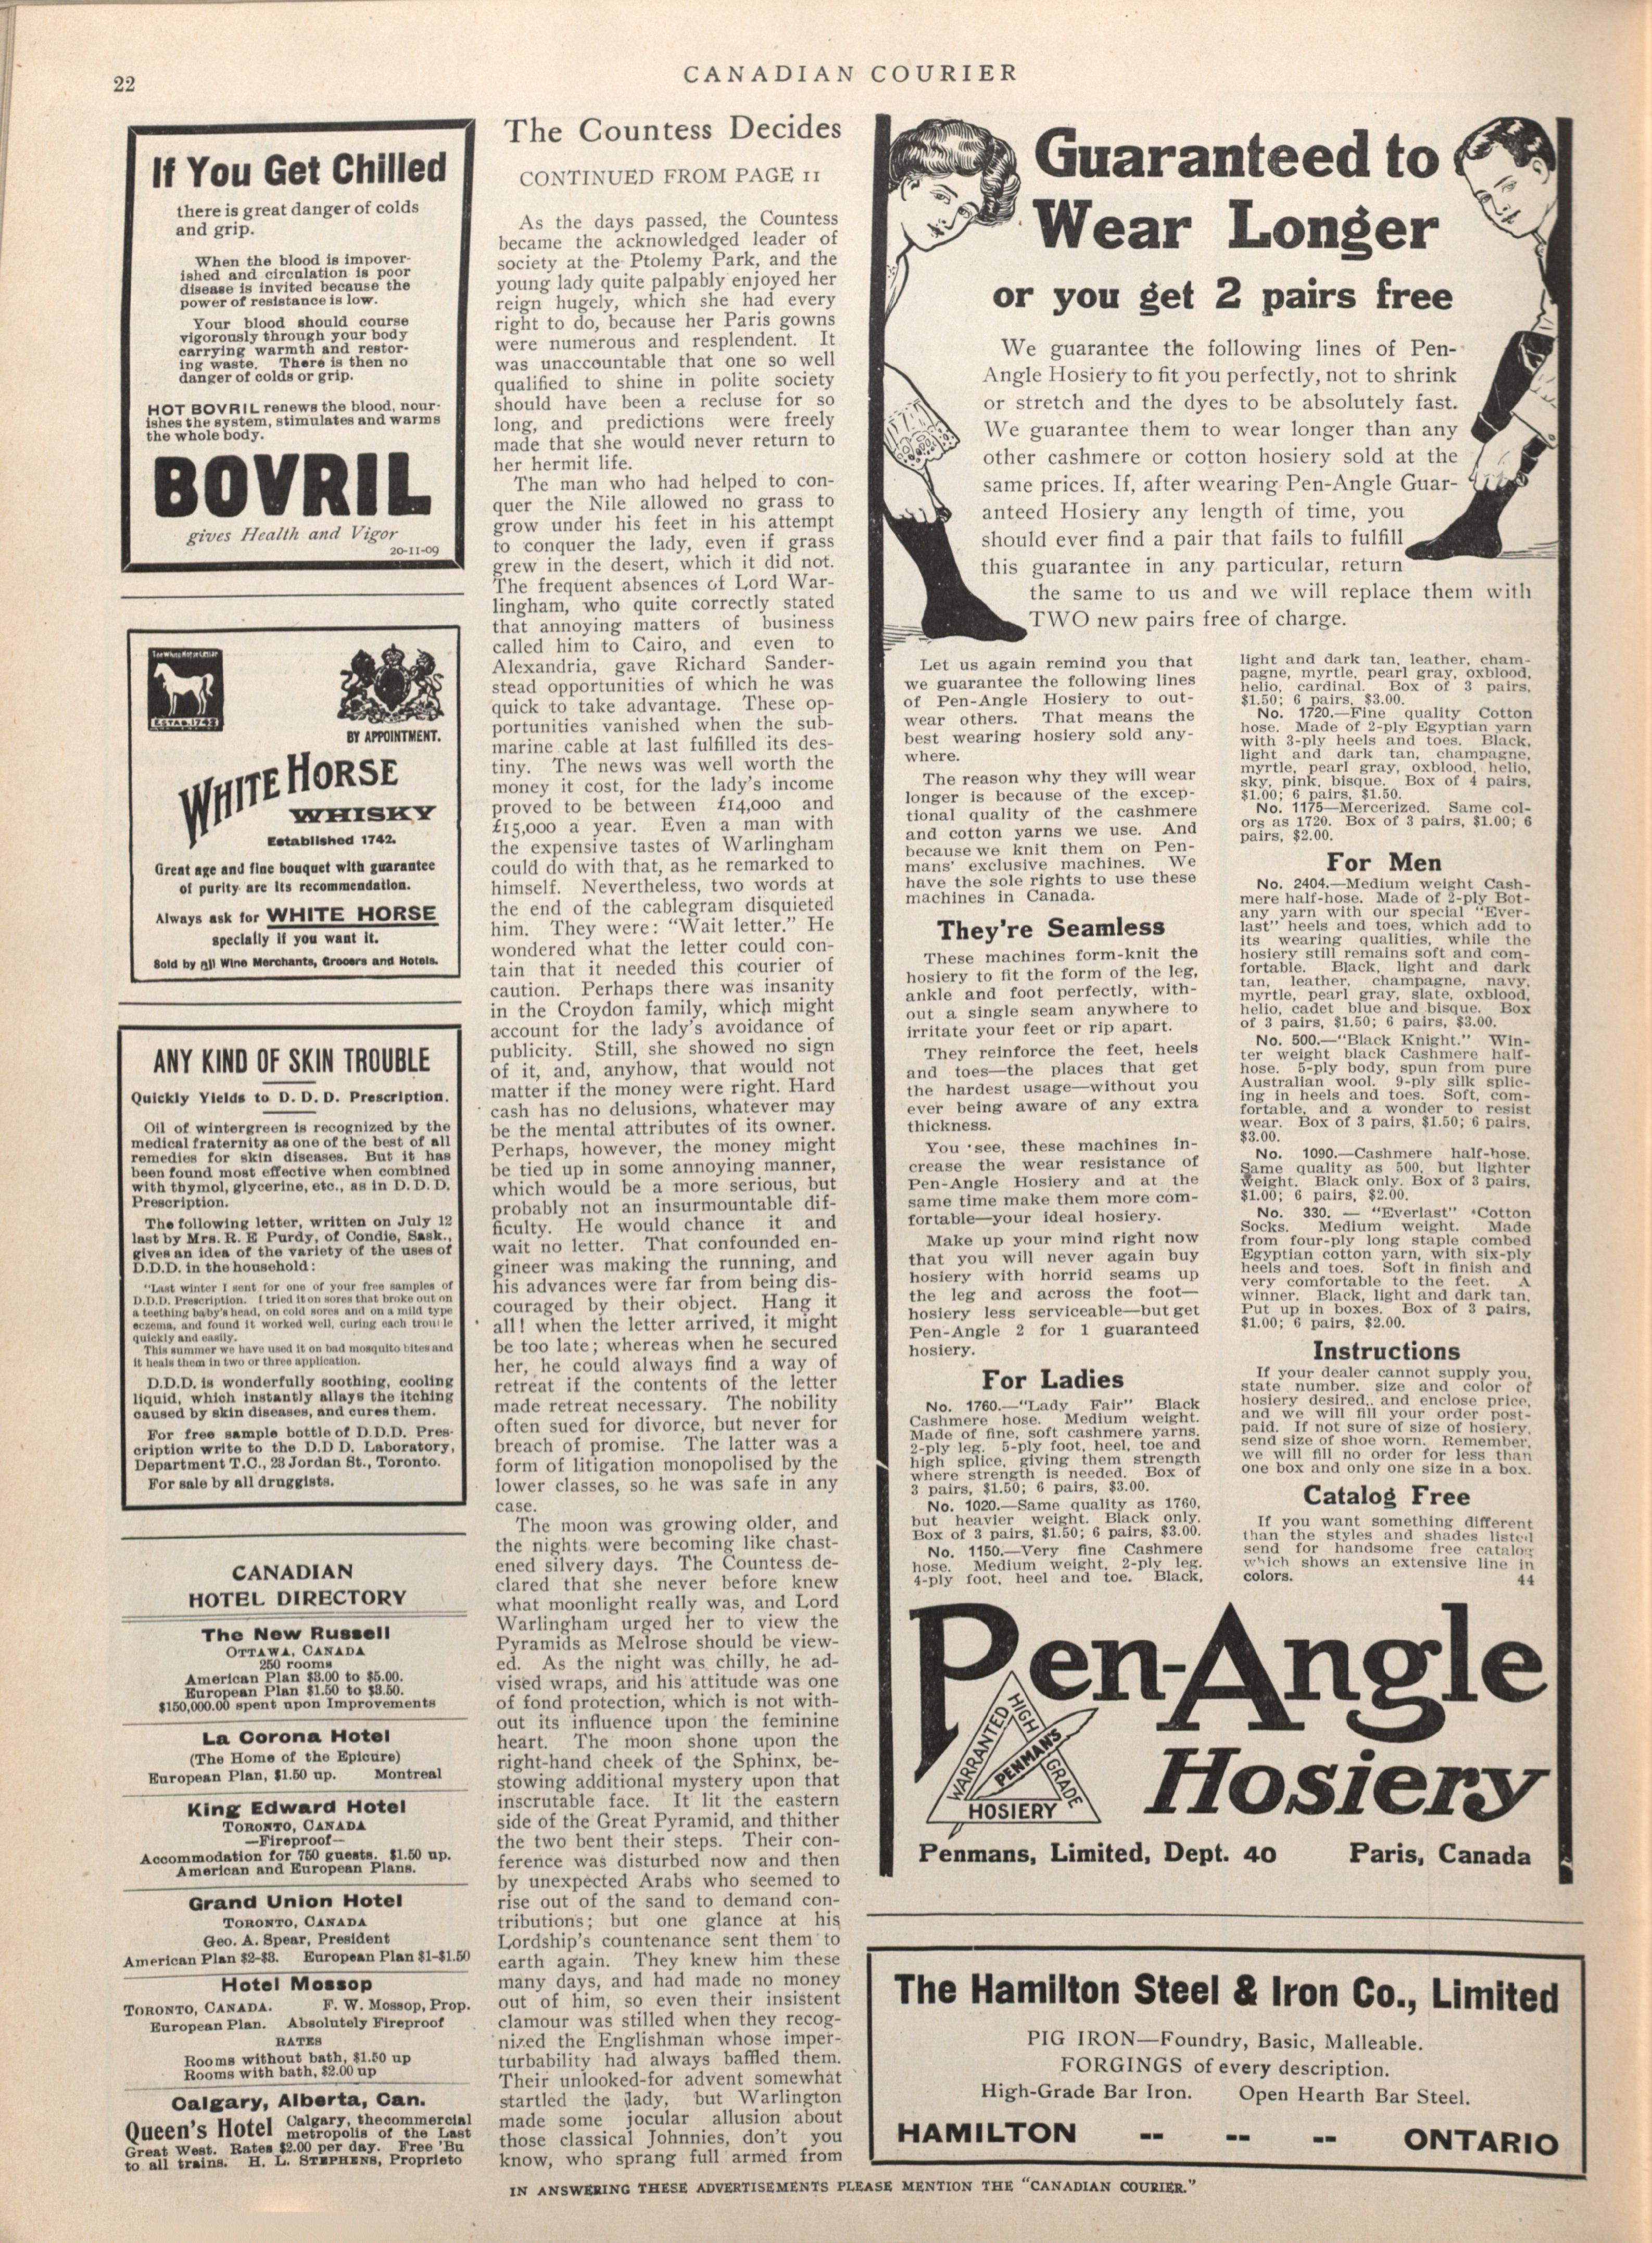 22
CANADIAN COURIER
If You Get Chilled
there is great danger of colds
and grip.
When the blood is impover-
ished and circulation is poor
disease is invited because the
power of resistance is low.
Your blood should course
vigorously through your body
carrying warmth and restor-
ing waste. There is then no
danger of colds or grip.
HOT BOVRIL renews the blood, nour-
ishes the system, stimulates and warms
the whole body.
BOVRIL
gives Health and Vigor
20-11-09
The White Horse Cellar
ESTAB. 1742
BY APPOINTMENT.
WHITE HORSE
WHISKY
Established 1742.
Great age and fine bouquet with guarantee
of purity are its recommendation.
Always ask for WHITE HORSE
specially if you want it.
Sold by all Wine Merchants, Grocers and Hotels.
ANY KIND OF SKIN TROUBLE
Quickly Yields to D. D. D. Prescription.
Oil of wintergreen is recognized by the
medical fraternity as one of the best of all
remedies for skin diseases. But it has
been found most effective when combined
with thymol, glycerine, etc., as in D. D. D.
Prescription.
The following letter, written on July 12
last by Mrs. R. E Purdy, of Condie, Sask.,
gives an idea of the variety of the uses of
D.D.D. in the household:
"Last winter I sent for one of your free samples of
D.D.D. Prescription. I tried it on sores that broke out on
a teething baby's head, on cold sores and on a mild type
eczema, and found it worked well, curing each trouble
quickly and easily.
This summer we have used it on bad mosquito bites and
it heals them in two or three application.
D.D.D. is wonderfully soothing, cooling
liquid, which instantly allays the itching
caused by skin diseases, and cures them.
For free sample bottle of D.D.D. Pres-
cription write to the D.D D. Laboratory,
Department T.C., 23 Jordan St., Toronto.
For sale by all druggists.
CANADIAN
HOTEL DIRECTORY
The New Russell
OTTAWA, CANADA
250 rooms
American Plan $3.00 to $5.00.
European Plan $1.50 to $3.50.
$150,000.00 spent upon Improvements
La Corona Hotel
(The Home of the Epicure)
European Plan, $1.50 up. Montreal
King Edward Hotel
TORONTO, CANADA
—Fireproof—
Accommodation for 750 guests. $1.50 up.
American and European Plans.
Grand Union Hotel
TORONTO, CANADA
Geo. A. Spear, President
American Plan $2-$3. European Plan $1-$1.50
Hotel Mossop
TORONTO, CANADA. F. W. Mossop, Prop.
European Plan. Absolutely Fireproof
RATES
Rooms without bath, $1.50 up
Rooms with bath, $2.00 up
Calgary, Alberta, Can.
Queen's Hotel Calgary, the commercial
metropolis of the Last
Great West. Rates $2.00 per day. Free 'Bu
to all trains. H. L. STEPHENS, Proprieto
The Countess Decides
CONTINUED FROM PAGE 11
As the days passed, the Countess
became the acknowledged leader of
society at the Ptolemy Park, and the
young lady quite palpably enjoyed her
reign hugely, which she had every
right to do, because her Paris gowns
were numerous and resplendent. It
was unaccountable that one so well
qualified to shine in polite society
should have been a recluse for so
long, and predictions were freely
made that she would never return to
her hermit life.
The man who had helped to con-
quer the Nile allowed no grass to
grow under his feet in his attempt
to conquer the lady, even if grass
grew in the desert, which it did not.
The frequent absences of Lord War-
lingham, who quite correctly stated
that annoying matters of business
called him to Cairo, and even to
Alexandria, gave Richard Sander-
stead opportunities of which he was
quick to take advantage. These op-
portunities vanished when the sub-
marine cable at last fulfilled its des-
tiny. The news was well worth the
money it cost, for the lady's income
proved to be between £14,000 and
£15,000 a year. Even a man with
the expensive tastes of Warlingham
could do with that, as he remarked to
himself. Nevertheless, two words at
the end of the cablegram disquieted
him. They were: "Wait letter." He
wondered what the letter could con-
tain that it needed this courier of
caution. Perhaps there was insanity
in the Croydon family, which might
account for the lady's avoidance of
publicity. Still, she showed no sign
of it, and, anyhow, that would not
matter if the money were right. Hard
cash has no delusions, whatever may
be the mental attributes of its owner.
Perhaps, however, the money might
be tied up in some annoying manner,
which would be a more serious, but
probably not an insurmountable dif-
ficulty. He would chance it and
wait no letter. That confounded en-
gineer was making the running, and
his advances were far from being dis-
couraged by their object. Hang it
all! when the letter arrived, it might
be too late; whereas when he secured
her, he could always find a way of
retreat if the contents of the letter
made retreat necessary. The nobility
often sued for divorce, but never for
breach of promise. The latter was a
form of litigation monopolised by the
lower classes, so he was safe in any
case.
The moon was growing older, and
the nights were becoming like chast-
ened silvery days. The Countess de-
clared that she never before knew
what moonlight really was, and Lord
Warlingham urged her to view the
Pyramids as Melrose should be view-
ed. As the night was chilly, he ad-
vised wraps, and his attitude was one
of fond protection, which is not with-
out its influence upon the feminine
heart. The moon shone upon the
right-hand cheek of the Sphinx, be-
stowing additional mystery upon that
inscrutable face. It lit the eastern
side of the Great Pyramid, and thither
the two bent their steps. Their con-
ference was disturbed now and then
by unexpected Arabs who seemed to
rise out of the sand to demand con-
tributions; but one glance at his
Lordship's countenance sent them to
earth again. They knew him these
many days, and had made no money
out of him, so even their insistent
clamour was stilled when they recog-
nized the Englishman whose imper-
turbability had always baffled them.
Their unlooked-for advent somewhat
startled the lady, but Warlington
made some jocular allusion about
those classical Johnnies, don't you
know, who sprang full armed from
Guaranteed to
Wear Longer
or you get 2 pairs free
We guarantee the following lines of Pen-
Angle Hosiery to fit you perfectly, not to shrink
or stretch and the dyes to be absolutely fast.
We guarantee them to wear longer than any
other cashmere or cotton hosiery sold at the
same prices. If, after wearing Pen-Angle Guar-
anteed Hosiery any length of time, you
should ever find a pair that fails to fulfill
this guarantee in any particular, return
the same to us and we will replace them with
TWO new pairs free of charge.
Let us again remind you that
we guarantee the following lines
of Pen-Angle Hosiery to out-
wear others. That means the
best wearing hosiery sold any-
where.
The reason why they will wear
longer is because of the excep-
tional quality of the cashmere
and cotton yarns we use. And
because we knit them on Pen-
mans' exclusive machines. We
have the sole rights to use these
machines in Canada.
They're Seamless
These machines form-knit the
hosiery to fit the form of the leg,
ankle and foot perfectly, with-
out a single seam anywhere to
irritate your feet or rip apart.
They reinforce the feet, heels
and toes—the places that get
the hardest usage—without you
ever being aware of any extra
thickness.
You see, these machines in-
crease the wear resistance of
Pen-Angle Hosiery and at the
same time make them more com-
fortable—your ideal hosiery.
Make up your mind right now
that you will never again buy
hosiery with horrid seams up
the leg and across the foot—
hosiery less serviceable—but get
Pen-Angle 2 for 1 guaranteed
hosiery.
For Ladies
No. 1760.—"Lady Fair" Black
Cashmere hose. Medium weight.
Made of fine, soft cashmere yarns.
2-ply leg. 5-ply foot, heel, toe and
high splice, giving them strength
where strength is needed. Box of
3 pairs, $1.50; 6 pairs, $3.00.
No. 1020.—Same quality as 1760,
but heavier weight. Black only.
Box of 3 pairs, $1.50; 6 pairs, $3.00.
No. 1150.—Very fine Cashmere
hose. Medium weight. 2-ply leg.
4-ply foot, heel and toe. Black,
light and dark tan, leather, cham-
pagne, myrtle, pearl gray, oxblood,
helio, cardinal. Box of 3 pairs,
$1.50; 6 pairs, $3.00.
No. 1720.—Fine quality Cotton
hose. Made of 2-ply Egyptian yarn
with 3-ply heels and toes. Black,
light and dark tan, champagne,
myrtle, pearl gray, oxblood, helio,
sky, pink, bisque. Box of 4 pairs,
$1.00; 6 pairs, $1.50.
No. 1175—Mercerized. Same col-
ors as 1720. Box of 3 pairs, $1.00; 6
pairs, $2.00.
For Men
No. 2404.—Medium weight Cash-
mere half-hose. Made of 2-ply Bot-
any yarn with our special "Ever-
last" heels and toes, which add to
its wearing qualities, while the
hosiery still remains soft and com-
fortable. Black, light and dark
tan, leather, champagne, navy,
myrtle, pearl gray, slate, oxblood,
helio, cadet blue and bisque. Box
of 3 pairs, $1.50; 6 pairs, $3.00.
No. 500.—"Black Knight." Win-
ter weight black Cashmere half-
hose. 5-ply body, spun from pure
Australian wool. 9-ply silk splic-
ing in heels and toes. Soft, com-
fortable, and a wonder to resist
wear. Box of 3 pairs, $1.50; 6 pairs,
$3.00.
No. 1090.—Cashmere half-hose.
Same quality as 500, but lighter
weight. Black only. Box of 3 pairs,
$1.00; 6 pairs, $2.00.
No. 330. — "Everlast" Cotton
Socks. Medium weight. Made
from four-ply long staple combed
Egyptian cotton yarn, with six-ply
heels and toes. Soft in finish and
very comfortable to the feet. A
winner. Black, light and dark tan.
Put up in boxes. Box of 3 pairs,
$1.00; 6 pairs, $2.00.
Instructions
If your dealer cannot supply you,
state number, size and color of
hosiery desired, and enclose price,
and we will fill your order post-
paid. If not sure of size of hosiery,
send size of shoe worn. Remember,
we will fill no order for less than
one box and only one size in a box.
Catalog Free
If you want something different
than the styles and shades listed
send for handsome free catalog
which shows an extensive line in
colors. 44
Pen-Angle
Hosiery
WARRANTED
HIGH GRADE
PENMAN'S
HOSIERY
Penmans, Limited, Dept. 40 Paris, Canada
The Hamilton Steel & Iron Co., Limited
PIG IRON—Foundry, Basic, Malleable.
FORGINGS of every description.
High-Grade Bar Iron. Open Hearth Bar Steel.
HAMILTON -- -- -- ONTARIO
IN ANSWERING THESE ADVERTISEMENTS PLEASE MENTION THE "CANADIAN COURIER."